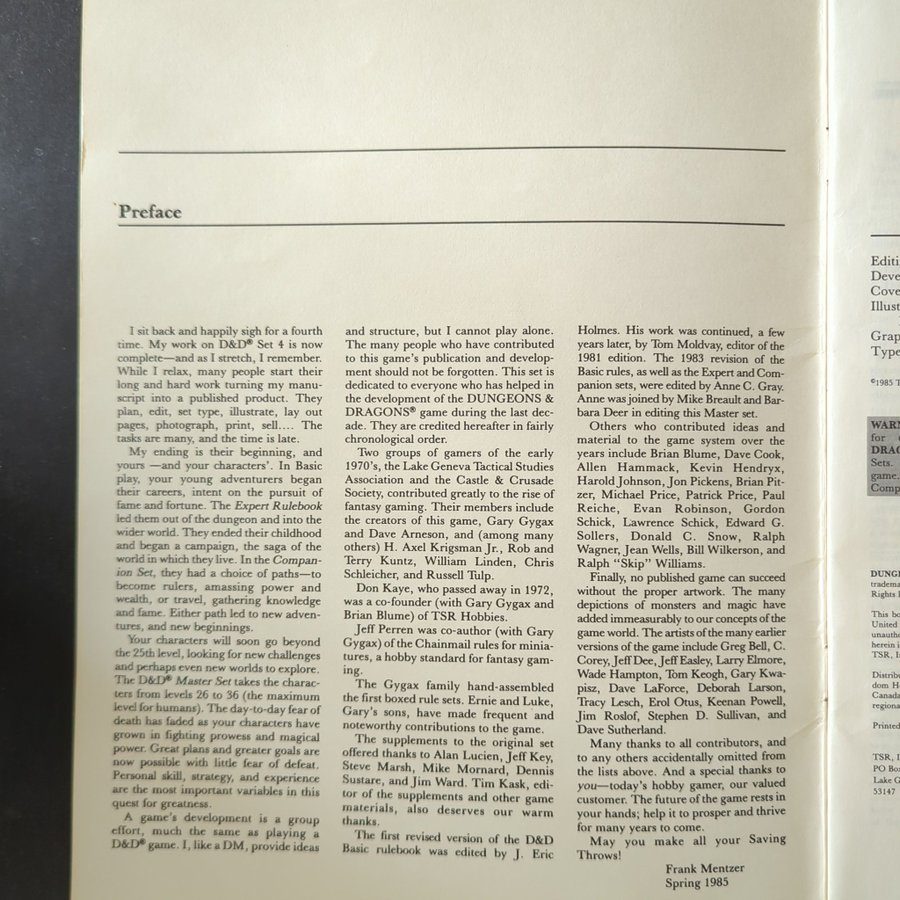 Preface
I sit back and happily sigh for a fourth
time. My work on D&D® Set 4 is now
complete—and as I stretch, I remember.
While I relax, many people start their
long and hard work turning my manu-
script into a published product. They
plan, edit, set type, illustrate, lay out
pages, photograph, print, sell.... The
tasks are many, and the time is late.
My ending is their beginning, and
yours —and your characters'. In Basic
play, your young adventurers began
their careers, intent on the pursuit of
fame and fortune. The Expert Rulebook
led them out of the dungeon and into the
wider world. They ended their childhood
and began a campaign, the saga of the
world in which they live. In the Compan-
ion Set, they had a choice of paths—to
become rulers, amassing power and
wealth, or travel, gathering knowledge
and fame. Either path led to new adven-
tures, and new beginnings.
Your characters will soon go beyond
the 25th level, looking for new challenges
and perhaps even new worlds to explore.
The D&D® Master Set takes the charac-
ters from levels 26 to 36 (the maximum
level for humans). The day-to-day fear of
death has faded as your characters have
grown in fighting prowess and magical
power. Great plans and greater goals are
now possible with little fear of defeat.
Personal skill, strategy, and experience
are the most important variables in this
quest for greatness.
A game's development is a group
effort, much the same as playing a
D&D® game. I, like a DM, provide ideas
and structure, but I cannot play alone.
The many people who have contributed
to this game's publication and develop-
ment should not be forgotten. This set is
dedicated to everyone who has helped in
the development of the DUNGEONS &
DRAGONS® game during the last dec-
ade. They are credited hereafter in fairly
chronological order.
Two groups of gamers of the early
1970's, the Lake Geneva Tactical Studies
Association and the Castle & Crusade
Society, contributed greatly to the rise of
fantasy gaming. Their members include
the creators of this game, Gary Gygax
and Dave Arneson, and (among many
others) H. Axel Krigsman Jr., Rob and
Terry Kuntz, William Linden, Chris
Schleicher, and Russell Tulp.
Don Kaye, who passed away in 1972,
was a co-founder (with Gary Gygax and
Brian Blume) of TSR Hobbies.
Jeff Perren was co-author (with Gary
Gygax) of the Chainmail rules for minia-
tures, a hobby standard for fantasy gam-
ing.
The Gygax family hand-assembled
the first boxed rule sets. Ernie and Luke,
Gary's sons, have made frequent and
noteworthy contributions to the game.
The supplements to the original set
offered thanks to Alan Lucien, Jeff Key,
Steve Marsh, Mike Mornard, Dennis
Sustare, and Jim Ward. Tim Kask, edi-
tor of the supplements and other game
materials, also deserves our warm
thanks.
The first revised version of the D&D
Basic rulebook was edited by J. Eric
Holmes. His work was continued, a few
years later, by Tom Moldvay, editor of the
1981 edition. The 1983 revision of the
Basic rules, as well as the Expert and Com-
panion sets, were edited by Anne C. Gray.
Anne was joined by Mike Breault and Bar-
bara Deer in editing this Master set.
Others who contributed ideas and
material to the game system over the
years include Brian Blume, Dave Cook,
Allen Hammack, Kevin Hendryx,
Harold Johnson, Jon Pickens, Brian Pit-
zer, Michael Price, Patrick Price, Paul
Reiche, Evan Robinson, Gordon
Schick, Lawrence Schick, Edward G.
Sollers, Donald C. Snow, Ralph
Wagner, Jean Wells, Bill Wilkerson, and
Ralph "Skip" Williams.
Finally, no published game can succeed
without the proper artwork. The many
depictions of monsters and magic have
added immeasurably to our concepts of the
game world. The artists of the many earlier
versions of the game include Greg Bell, C.
Corey, Jeff Dee, Jeff Easley, Larry Elmore,
Wade Hampton, Tom Keogh, Gary Kwa-
pisz, Dave LaForce, Deborah Larson,
Tracy Lesch, Erol Otus, Keenan Powell,
Jim Roslof, Stephen D. Sullivan, and
Dave Sutherland.
Many thanks to all contributors, and
to any others accidentally omitted from
the lists above. And a special thanks to
you—today's hobby gamer, our valued
customer. The future of the game rests in
your hands; help it to prosper and thrive
for many years to come.
May you make all your Saving
Throws!
Frank Mentzer
Spring 1985
Editi
Deve
Cove
Illust
Grap
Type
©1985 T
WARN
for
DRAG
Sets.
game.
Comp
DUNGE
tradema
Rights
This bo
United
unautho
herein i
TSR, I
Distribu
dom H
Canada
regiona
Printed
TSR, I
PO Box
Lake G
53147